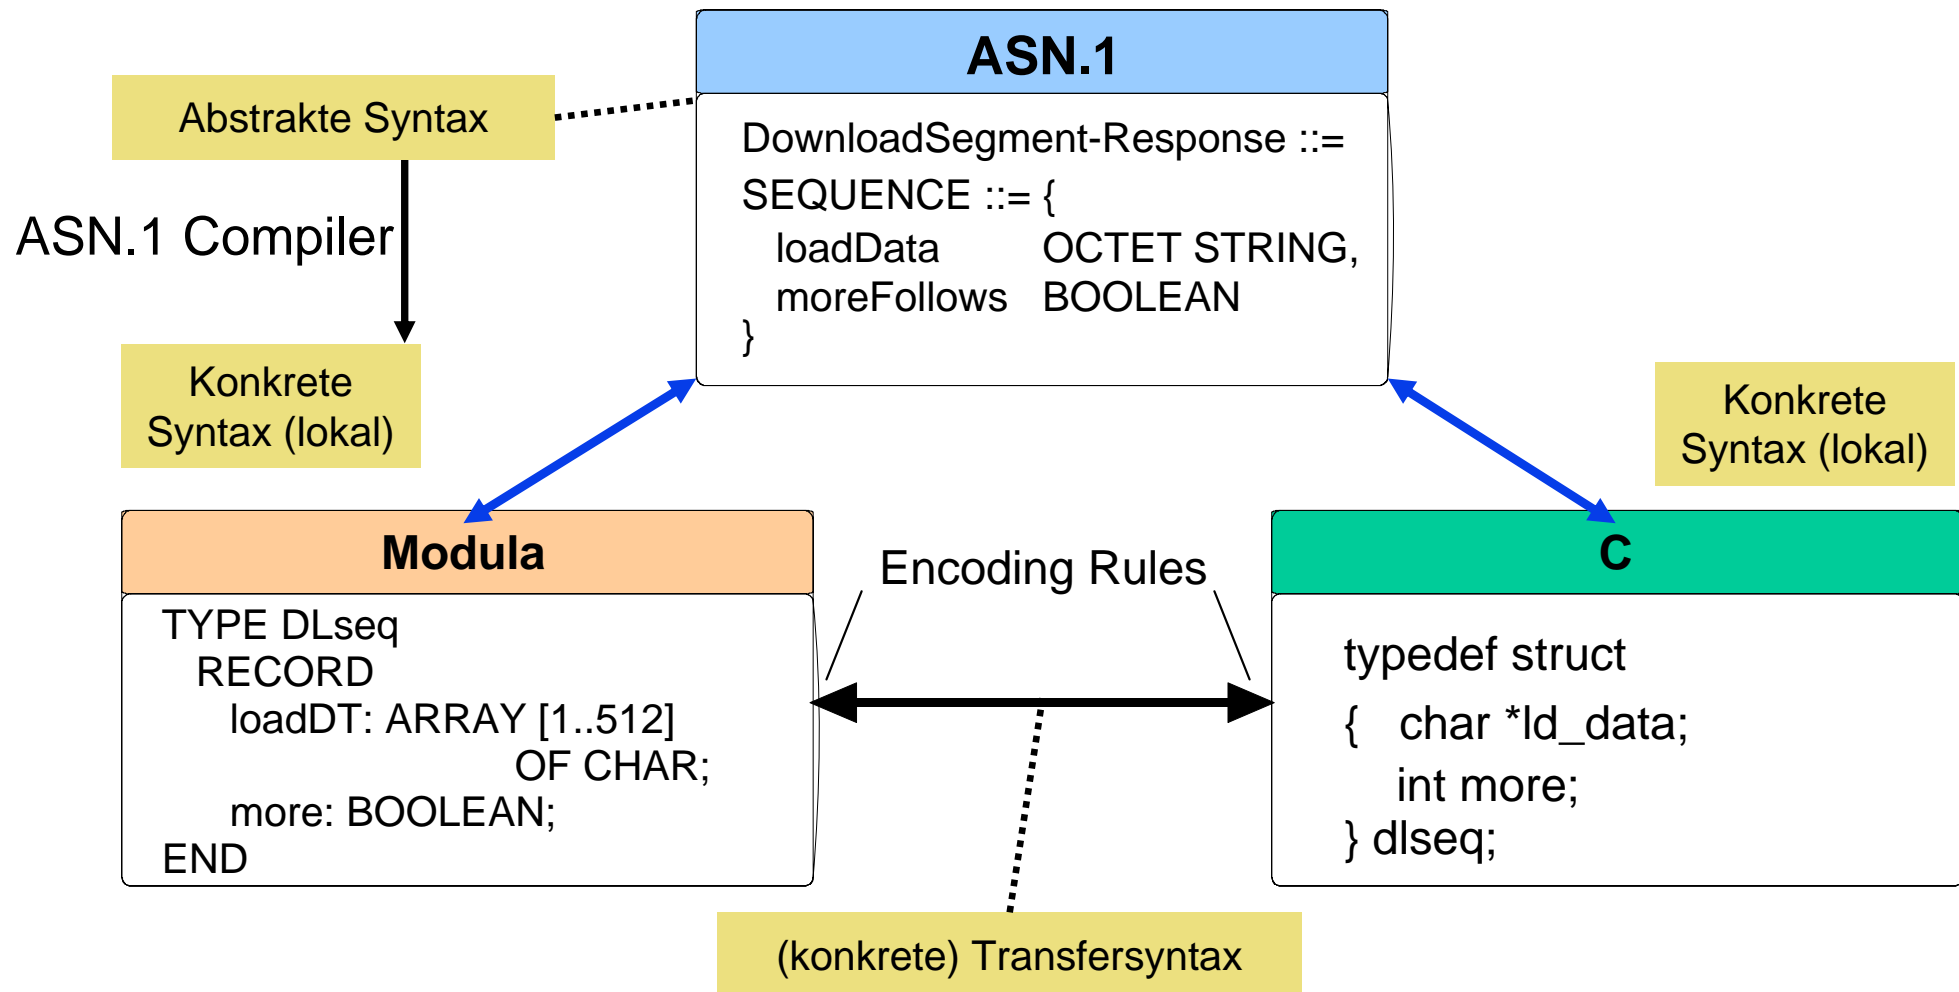 ASN.1
Abstrakte Syntax
DownloadSegment-Response ::=
SEQUENCE ::= {
loadData OCTET STRING,
moreFollows BOOLEAN
}
ASN.1 Compiler
Konkrete
Syntax (lokal)
Konkrete
Syntax (lokal)
Modula
TYPE DLseq
RECORD
loadDT: ARRAY [1..512]
OF CHAR;
more: BOOLEAN;
END
Encoding Rules
C
typedef struct
{ char *ld_data;
int more;
} dlseq;
(konkrete) Transfersyntax